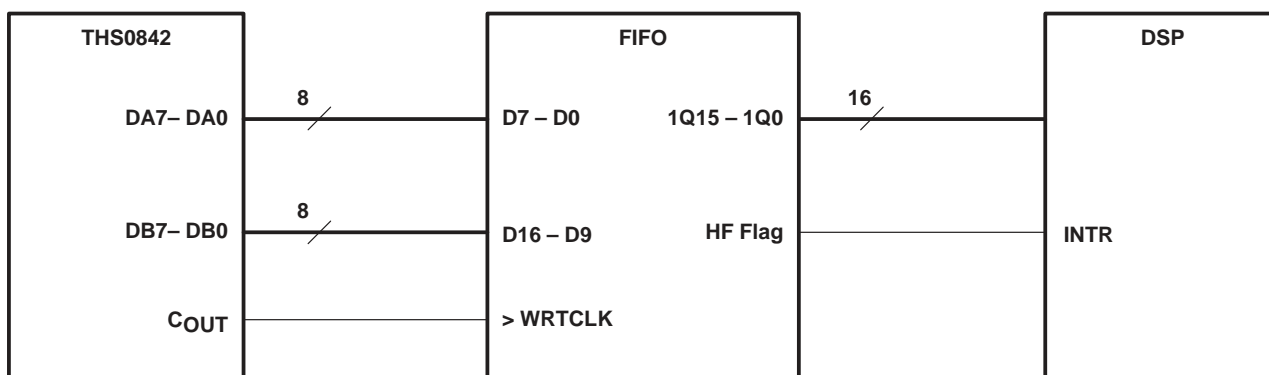 THS0842
FIFO
DSP
8
16
DA7– DA0
D7 – D0
1Q15 – 1Q0
8
DB7– DB0
D16 – D9
HF Flag
INTR
COUT
> WRTCLK